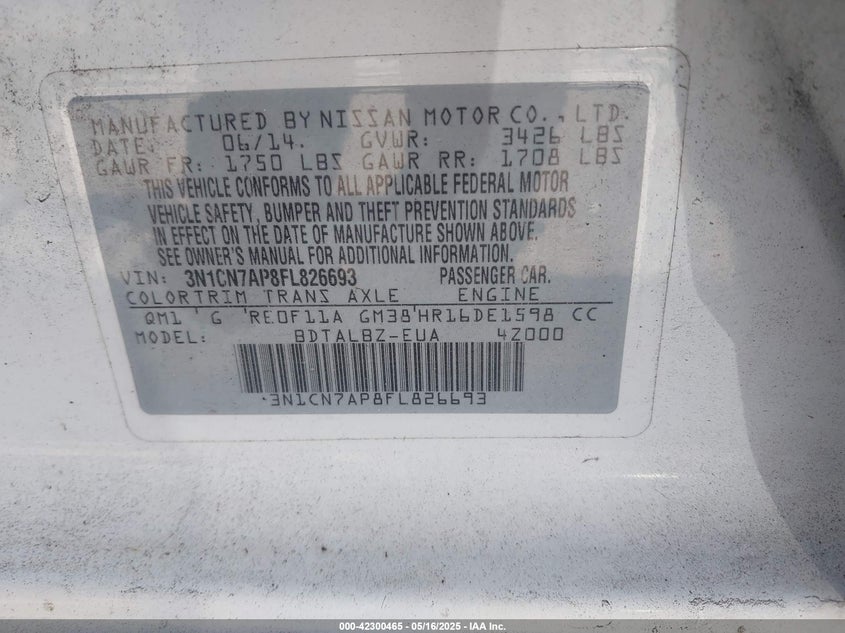 MANUFACTURED BY NISSAN MOTOR CO., LTD.
DATE: 06/14. GVWR: 3426 LBS
GAWR FR: 1750 LBS GAWR RR: 1708 LBS
THIS VEHICLE CONFORMS TO ALL APPLICABLE FEDERAL MOTOR
VEHICLE SAFETY, BUMPER AND THEFT PREVENTION STANDARDS
IN EFFECT ON THE DATE OF MANUFACTURE SHOWN ABOVE.
SEE OWNER'S MANUAL FOR ADDITIONAL INFORMATION.
VIN: 3N1CN7AP8FL826693 PASSENGER CAR.
COLOR TRIM TRANS AXLE ENGINE
QM1 G RE0F11A GM38 HR16DE1598 CC
MODEL: BDTALBZ-EUA 4Z000
3N1CN7AP8FL826693
000-42300465 - 05/16/2025 - IAA Inc.